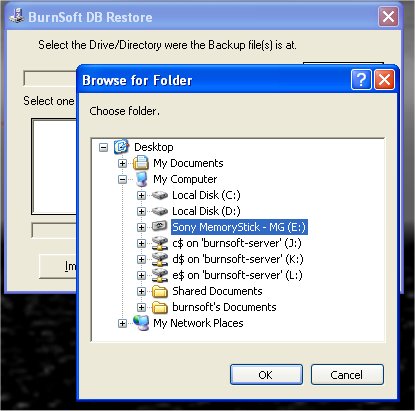 BurnSoft DB Restore
Select the Drive/Directory were the Backup file(s) is at.
Select one
Im
Browse for Folder
Choose folder.
Desktop
My Documents
My Computer
Local Disk (C:)
Local Disk (D:)
Sony MemoryStick - MG (E:)
c$ on 'burnsoft-server' (J:)
d$ on 'burnsoft-server' (K:)
e$ on 'burnsoft-server' (L:)
Shared Documents
burnsoft's Documents
My Network Places
OK
Cancel